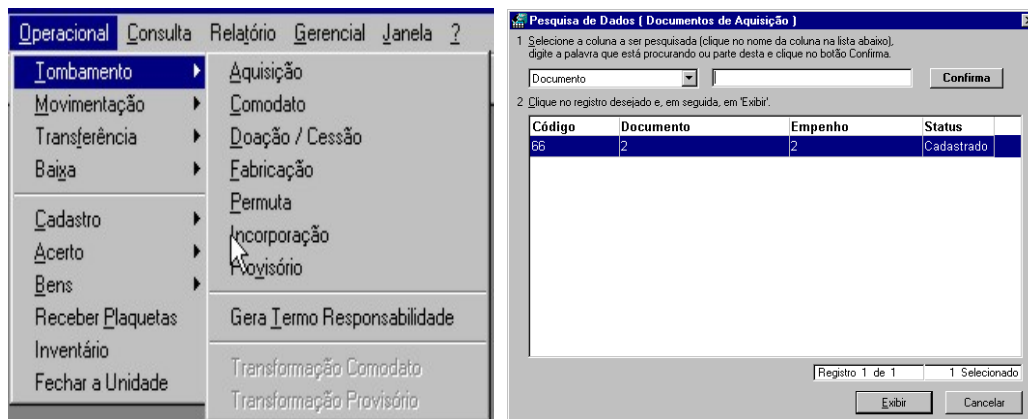 Operacional Consulta Relatório Gerencial Janela ?
Tombamento
Movimentação
Transferência
Baixa
Cadastro
Acerto
Bens
Receber Plaquetas
Inventário
Fechar a Unidade
Aquisição
Comodato
Doação / Cessão
Fabricação
Permuta
Incorporação
Provisório
Gera Termo Responsabilidade
Transformação Comodato
Transformação Provisório
Pesquisa de Dados ( Documentos de Aquisição )
1 Selecione a coluna a ser pesquisada (clique no nome da coluna na lista abaixo),
digite a palavra que está procurando ou parte desta e clique no botão Confirma.
Documento Confirma
2 Clique no registro desejado e, em seguida, em 'Exibir'.
Código Documento Empenho Status
66 2 2 Cadastrado
Registro 1 de 1 1 Selecionado
Exibir Cancelar